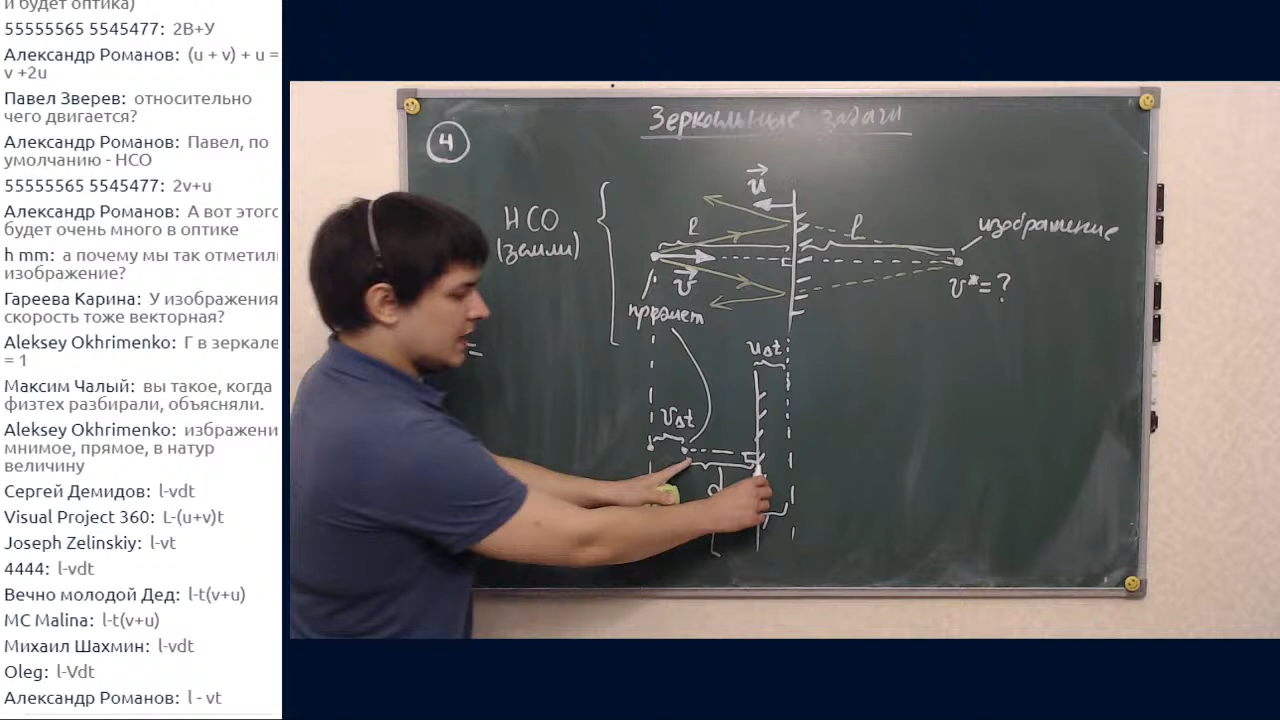 и будет оптика)
55555565 5545477: 2В+У
Александр Романов: (u + v) + u =
v +2u
Павел Зверев: относительно
чего двигается?
Александр Романов: Павел, по
умолчанию - НСО
55555565 5545477: 2v+u
Александр Романов: А вот этого
будет очень много в оптике
h mm: а почему мы так отметил
изображение?
Гареева Карина: У изображения
скорость тоже векторная?
Aleksey Okhrimenko: Г в зеркале
= 1
Максим Чалый: вы такое, когда
физтех разбирали, объясняли.
Aleksey Okhrimenko: изображени
мнимое, прямое, в натур
величину
Сергей Демидов: l-vdt
Visual Project 360: L-(u+v)t
Joseph Zelinskiy: l-vt
4444: l-vdt
Вечно молодой Дед: l-t(v+u)
MC Malina: l-t(v+u)
Михаил Шахмин: l-vdt
Oleg: l-Vdt
Александр Романов: l - vt
Зеркальные задачи
4
НСО
(земли)
u
l
l
изображение
v
v*=?
предмет
uΔt
vΔt